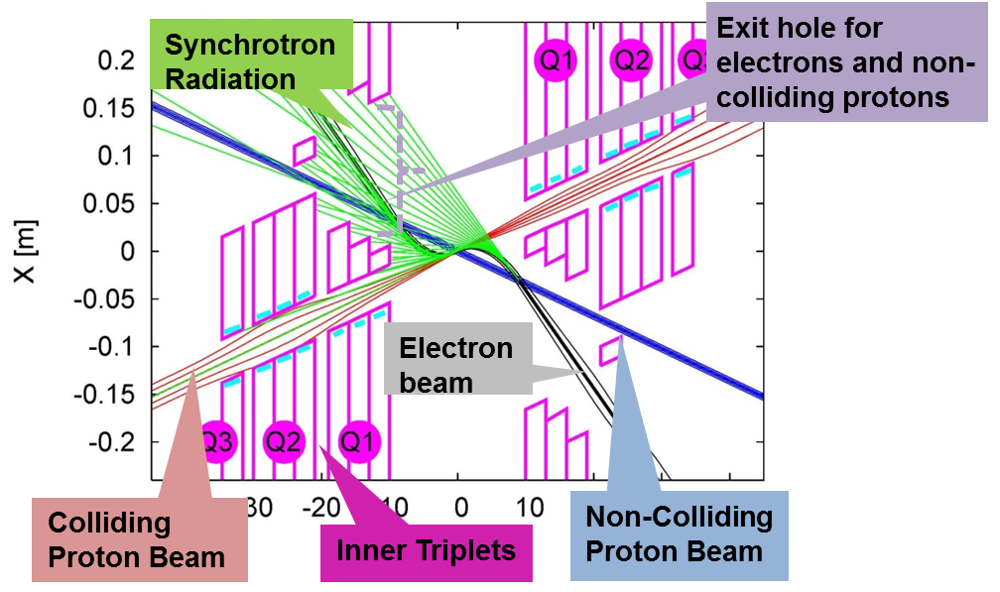 Synchrotron
Radiation
Exit hole for
electrons and non-
colliding protons
Q1
Q2
X [m]
0.2
0.15
0.1
0.05
0
-0.05
-0.1
-0.15
-0.2
Electron
beam
Q3
Q2
Q1
-20
0
10
Colliding
Proton Beam
Inner Triplets
Non-Colliding
Proton Beam